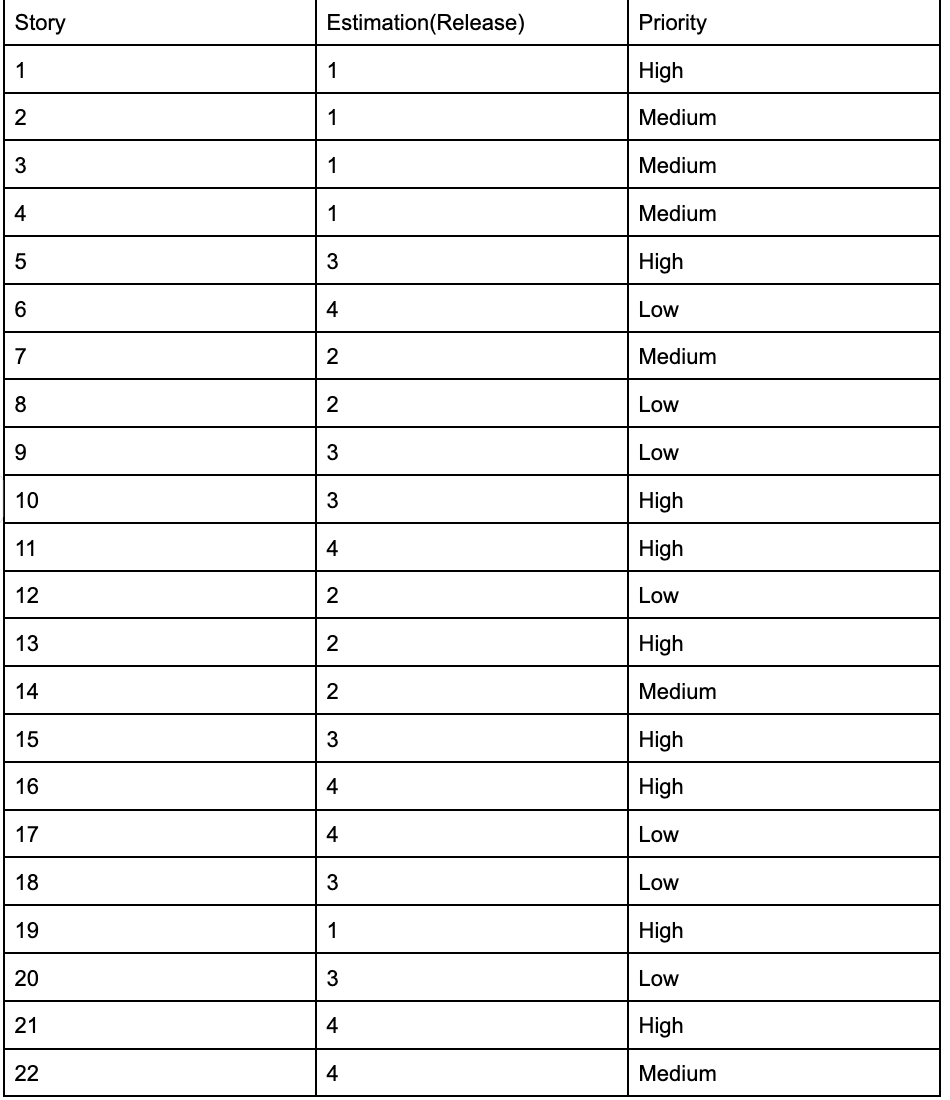 Story Estimation(Release) Priority
1 1 High
2 1 Medium
3 1 Medium
4 1 Medium
5 3 High
6 4 Low
7 2 Medium
8 2 Low
9 3 Low
10 3 High
11 4 High
12 2 Low
13 2 High
14 2 Medium
15 3 High
16 4 High
17 4 Low
18 3 Low
19 1 High
20 3 Low
21 4 High
22 4 Medium